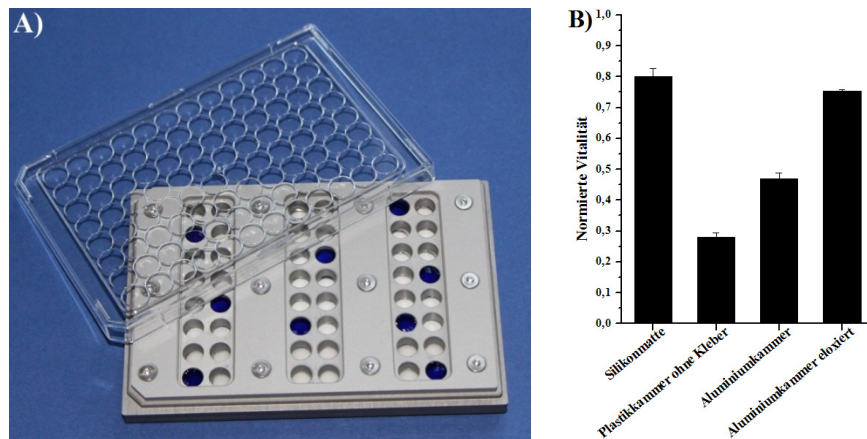 A)
B)
Normierte Vitalität
1,0
0,9
0,8
0,7
0,6
0,5
0,4
0,3
0,2
0,1
0,0
Silikonmatte
Plastikkammer ohne Kleber
Aluminiumkammer
Aluminiumkammer eloxiert